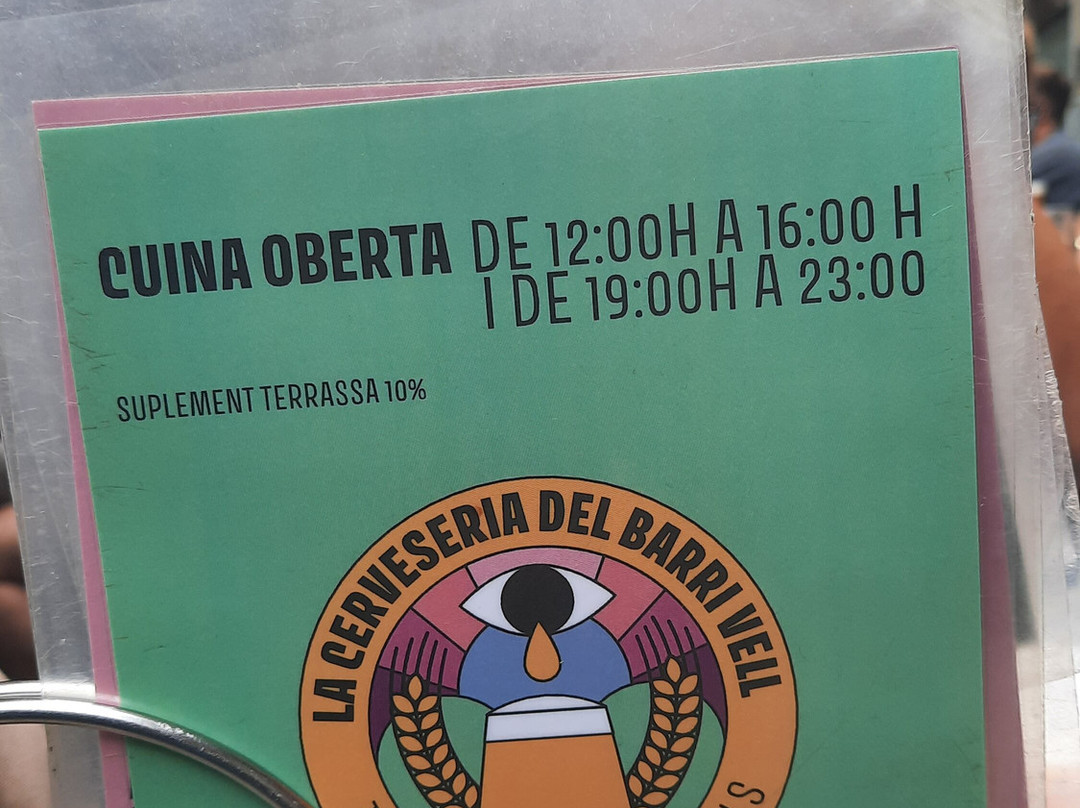 CUINA OBERTA DE 12:00H A 16:00 H
I DE 19:00H A 23:00
SUPLEMENT TERRASSA 10%
LA CERVESERIA DEL BARRI VELL